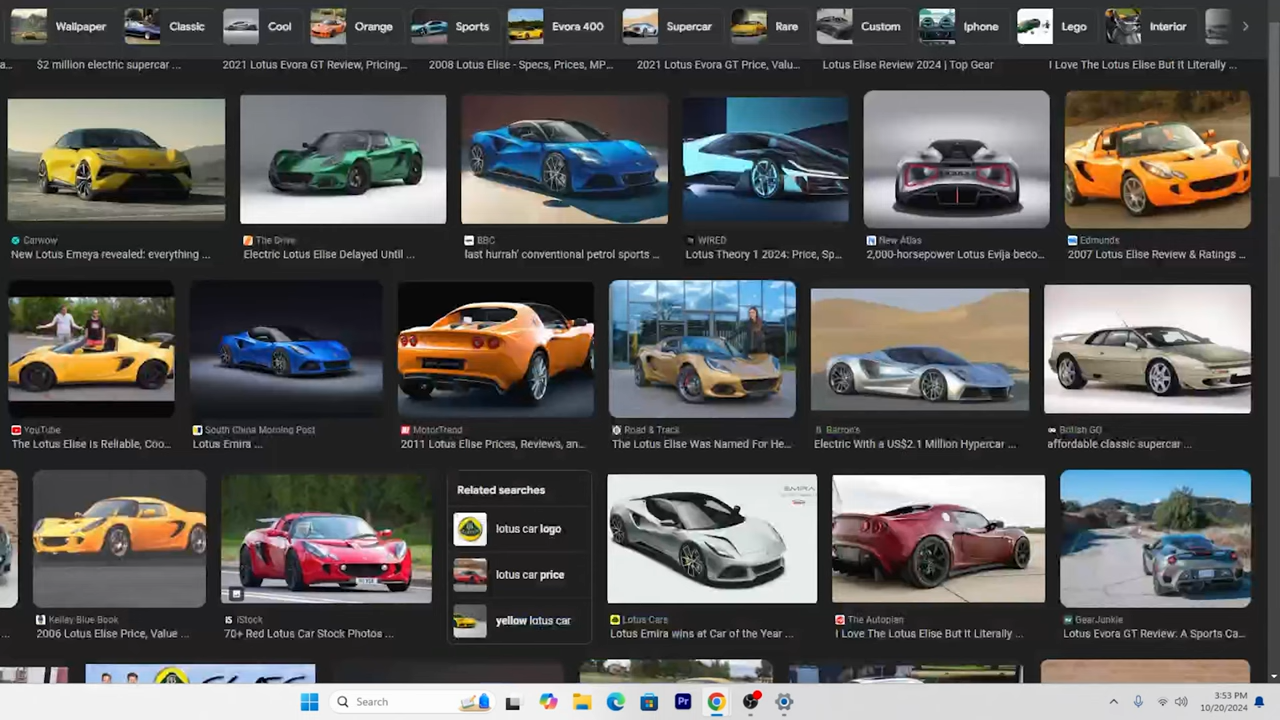 Wallpaper Classic Cool Orange Sports Evora 400 Supercar Rare Custom Iphone Lego Interior
a... $2 million electric supercar ... 2021 Lotus Evora GT Review, Pricing,... 2008 Lotus Elise - Specs, Prices, MP... 2021 Lotus Evora GT Price, Valu... Lotus Elise Review 2024 | Top Gear I Love The Lotus Elise But It Literally ...
Carwow The Drive BBC WIRED New Atlas Edmunds
New Lotus Emeya revealed: everything ... Electric Lotus Elise Delayed Until ... last hurrah' conventional petrol sports ... Lotus Theory 1 2024: Price, Sp... 2,000-horsepower Lotus Evija beco... 2007 Lotus Elise Review & Ratings ...
YouTube South China Morning Post MotorTrend Road & Track Barron's British GQ
The Lotus Elise Is Reliable, Coo... Lotus Emira ... 2011 Lotus Elise Prices, Reviews, an... The Lotus Elise Was Named For He... Electric With a US$2.1 Million Hypercar ... affordable classic supercar ...
Related searches
lotus car logo
lotus car price
yellow lotus car
EMIRA
Kelley Blue Book iStock Lotus Cars The Autopian GearJunkie
... 2006 Lotus Elise Price, Value ... 70+ Red Lotus Car Stock Photos ... Lotus Emira wins at Car of the Year ... I Love The Lotus Elise But It Literally ... Lotus Evora GT Review: A Sports Ca...
Search
Pr
3:53 PM
10/20/2024